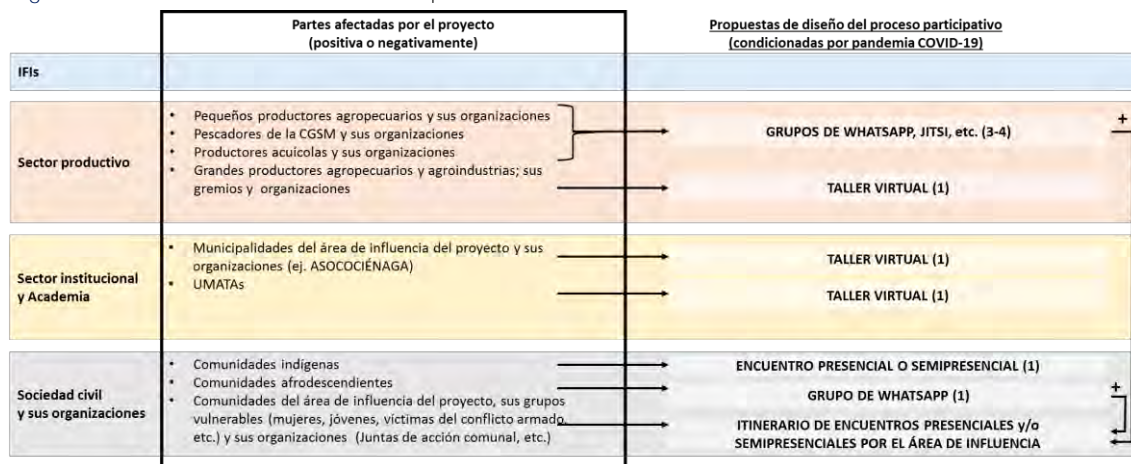 Partes afectadas por el proyecto
(positiva o negativamente)
Propuestas de diseño del proceso participativo
(condicionadas por pandemia COVID-19)
IFIs
Sector productivo
• Pequeños productores agropecuarios y sus organizaciones
• Pescadores de la CGSM y sus organizaciones
• Productores acuícolas y sus organizaciones
• Grandes productores agropecuarios y agroindustrias; sus
gremios y organizaciones
GRUPOS DE WHATSAPP, JITSI, etc. (3-4)
+
TALLER VIRTUAL (1)
Sector institucional
y Academia
• Municipalidades del área de influencia del proyecto y sus
organizaciones (ej. ASOCOCIÉNAGA)
• UMATAs
TALLER VIRTUAL (1)
TALLER VIRTUAL (1)
Sociedad civil
y sus organizaciones
• Comunidades indígenas
• Comunidades afrodescendientes
• Comunidades del área de influencia del proyecto, sus grupos
vulnerables (mujeres, jóvenes, víctimas del conflicto armado,
etc.) y sus organizaciones (Juntas de acción comunal, etc.)
ENCUENTRO PRESENCIAL O SEMIPRESENCIAL (1)
GRUPO DE WHATSAPP (1)
+
ITINERARIO DE ENCUENTROS PRESENCIALES y/o
SEMIPRESENCIALES POR EL ÁREA DE INFLUENCIA